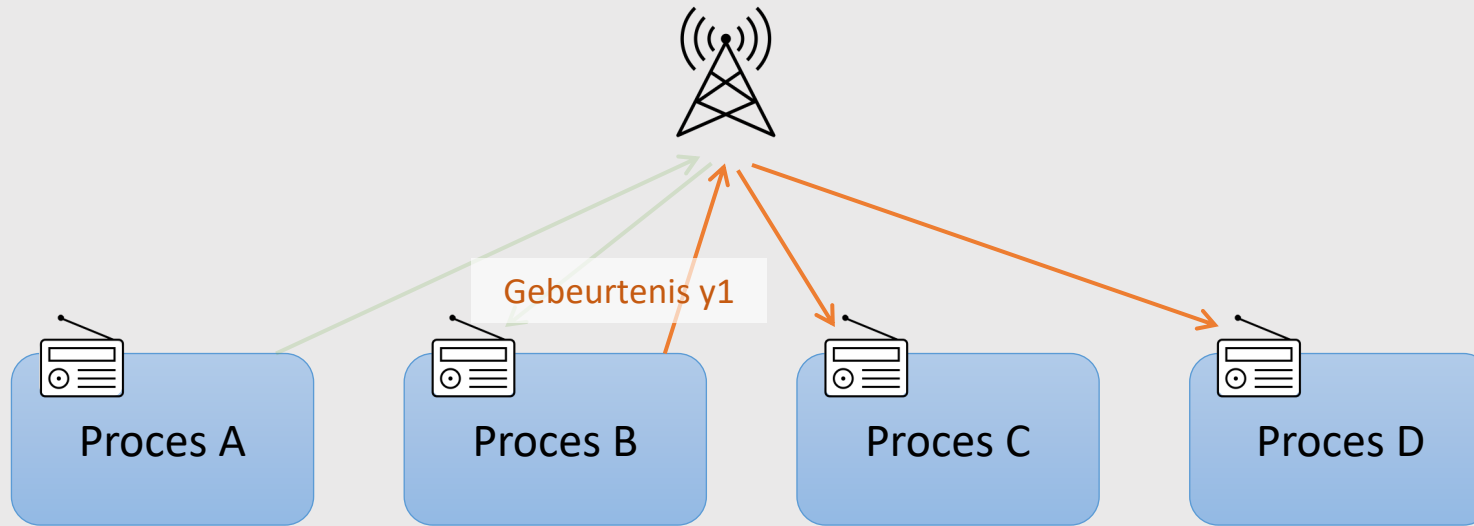 Gebeurtenis y1
Proces A
Proces B
Proces C
Proces D